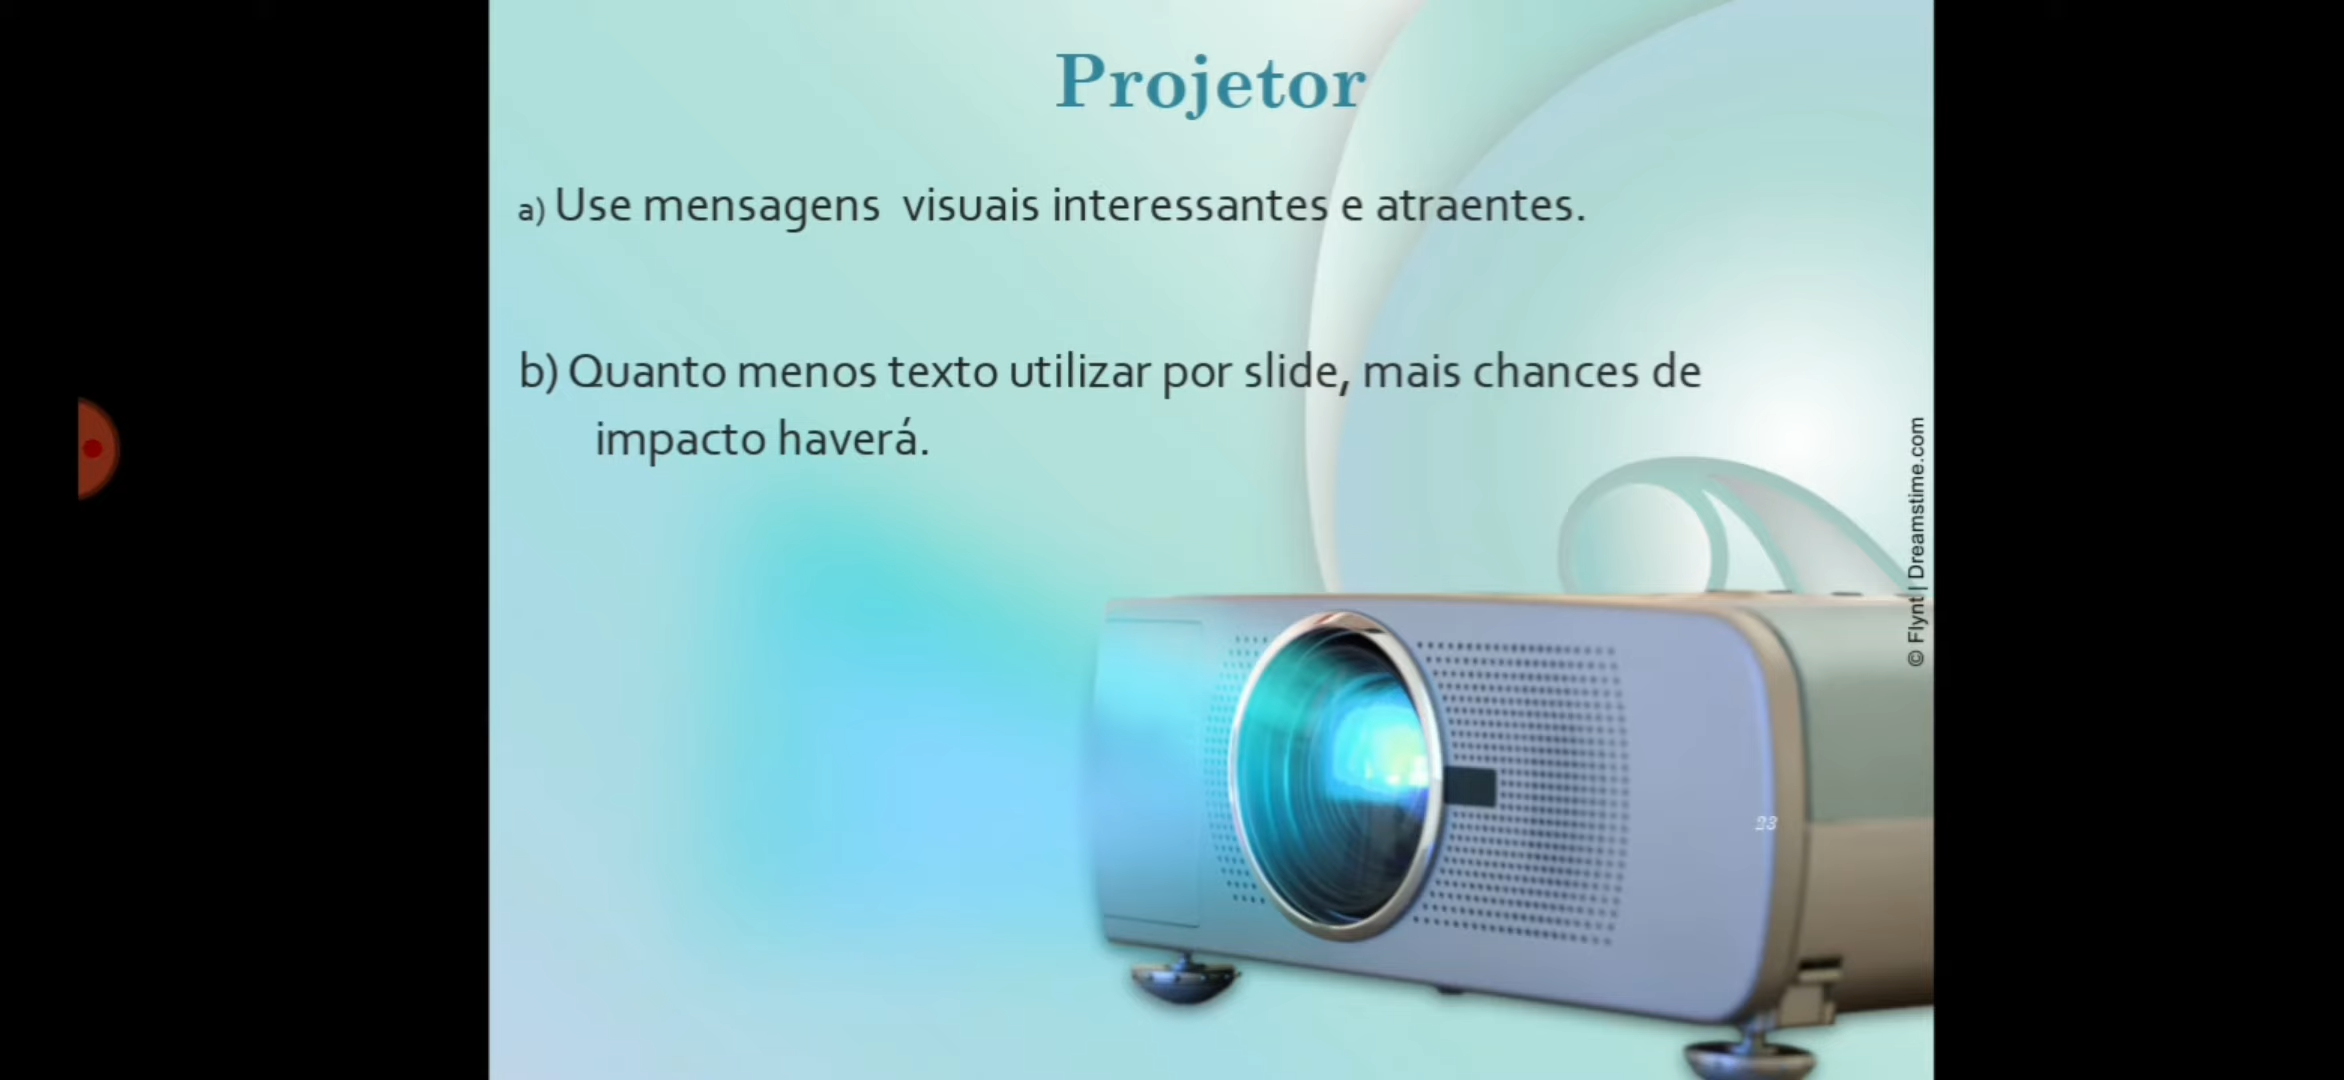 Projetor
a) Use mensagens visuais interessantes e atraentes.
b) Quanto menos texto utilizar por slide, mais chances de
impacto haverá.
© Flynt | Dreamstime.com
23